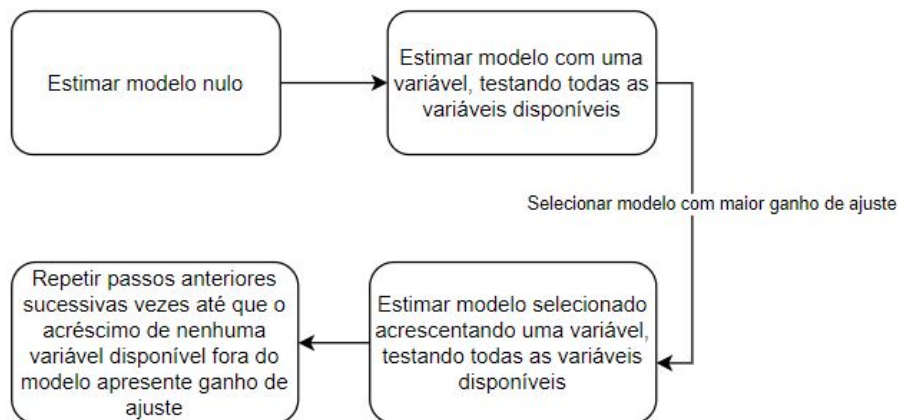 Estimar modelo nulo
Estimar modelo com uma
variável, testando todas as
variáveis disponíveis
Selecionar modelo com maior ganho de ajuste
Estimar modelo selecionado
acrescentando uma variável,
testando todas as variáveis
disponíveis
Repetir passos anteriores
sucessivas vezes até que o
acréscimo de nenhuma
variável disponível fora do
modelo apresente ganho de
ajuste